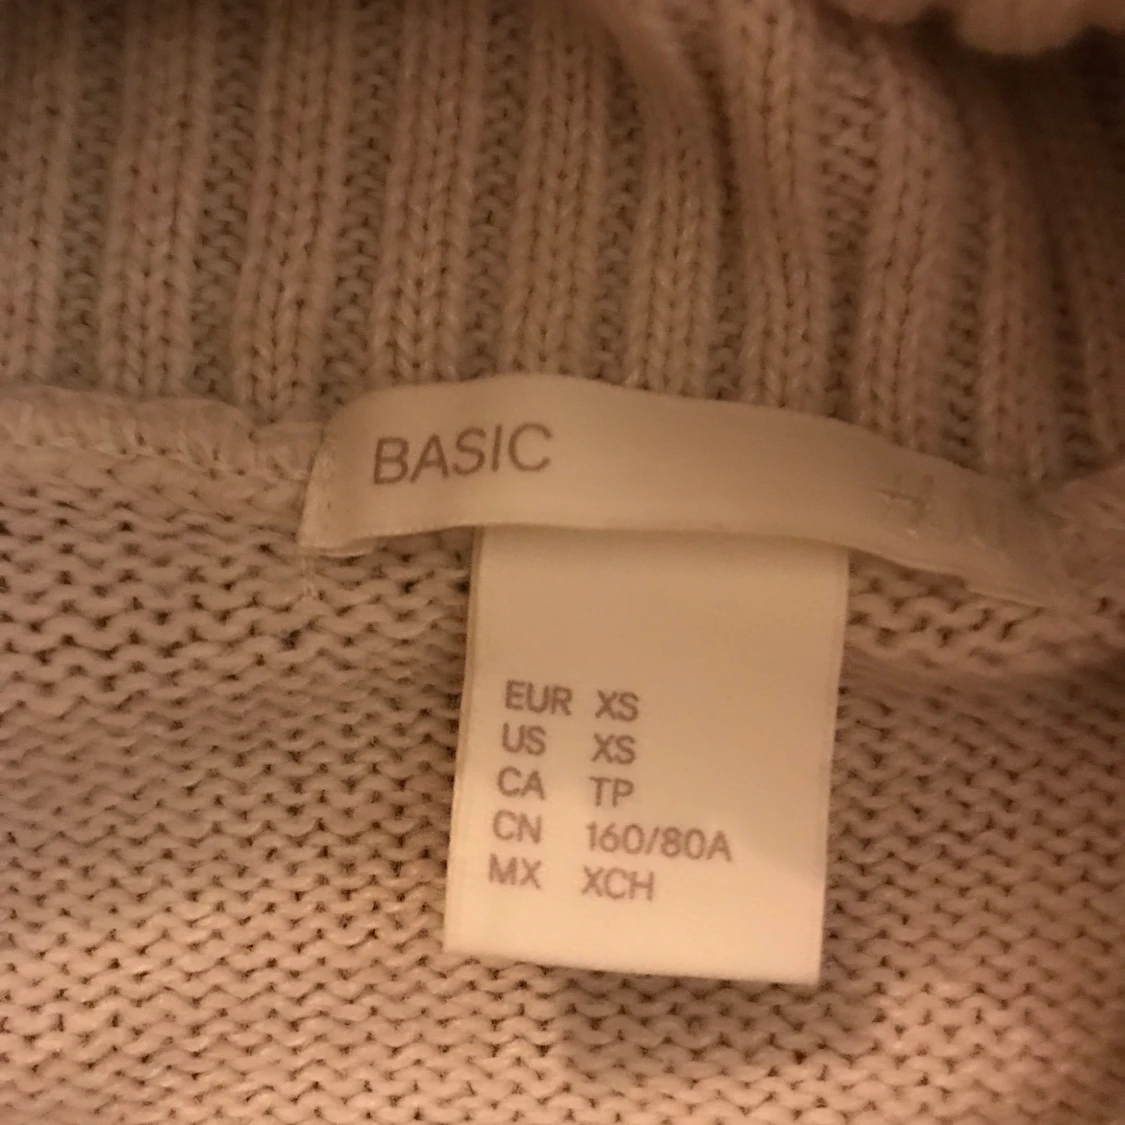 BASIC
EUR XS
US XS
CA TP
CN 160/80A
MX XCH